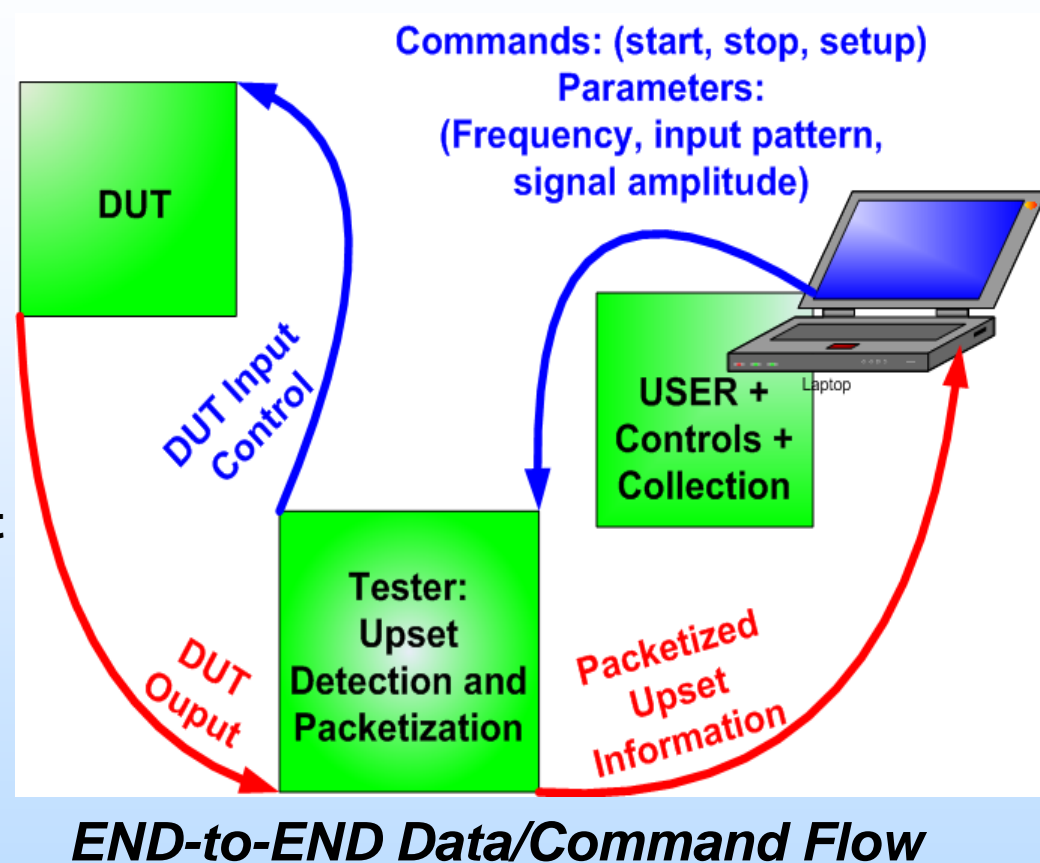 Commands: (start, stop, setup)
Parameters:
(Frequency, input pattern,
signal amplitude)
DUT
DUT Input
Control
Laptop
USER +
Controls +
Collection
t
Tester:
Upset
Detection and
Packetization
DUT
Ouput
Packetized
Upset
Information
END-to-END Data/Command Flow